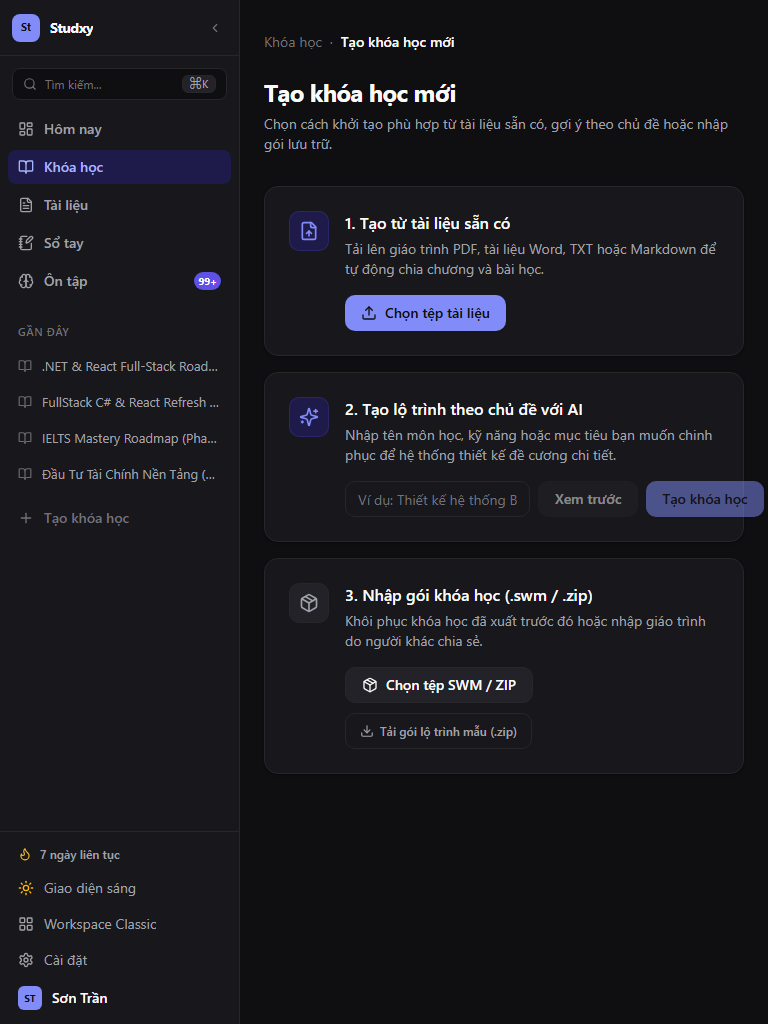 St Studxy
Tìm kiếm... ⌘K
Hôm nay
Khóa học
Tài liệu
Sổ tay
Ôn tập 99+
GẦN ĐÂY
.NET & React Full-Stack Road...
FullStack C# & React Refresh ...
IELTS Mastery Roadmap (Pha...
Đầu Tư Tài Chính Nền Tảng (...
Tạo khóa học
7 ngày liên tục
Giao diện sáng
Workspace Classic
Cài đặt
ST Sơn Trần
Khóa học · Tạo khóa học mới
Tạo khóa học mới
Chọn cách khởi tạo phù hợp từ tài liệu sẵn có, gợi ý theo chủ đề hoặc nhập
gói lưu trữ.
1. Tạo từ tài liệu sẵn có
Tải lên giáo trình PDF, tài liệu Word, TXT hoặc Markdown để
tự động chia chương và bài học.
Chọn tệp tài liệu
2. Tạo lộ trình theo chủ đề với AI
Nhập tên môn học, kỹ năng hoặc mục tiêu bạn muốn chinh
phục để hệ thống thiết kế đề cương chi tiết.
Ví dụ: Thiết kế hệ thống B
Xem trước
Tạo khóa học
3. Nhập gói khóa học (.swm / .zip)
Khôi phục khóa học đã xuất trước đó hoặc nhập giáo trình
do người khác chia sẻ.
Chọn tệp SWM / ZIP
Tải gói lộ trình mẫu (.zip)